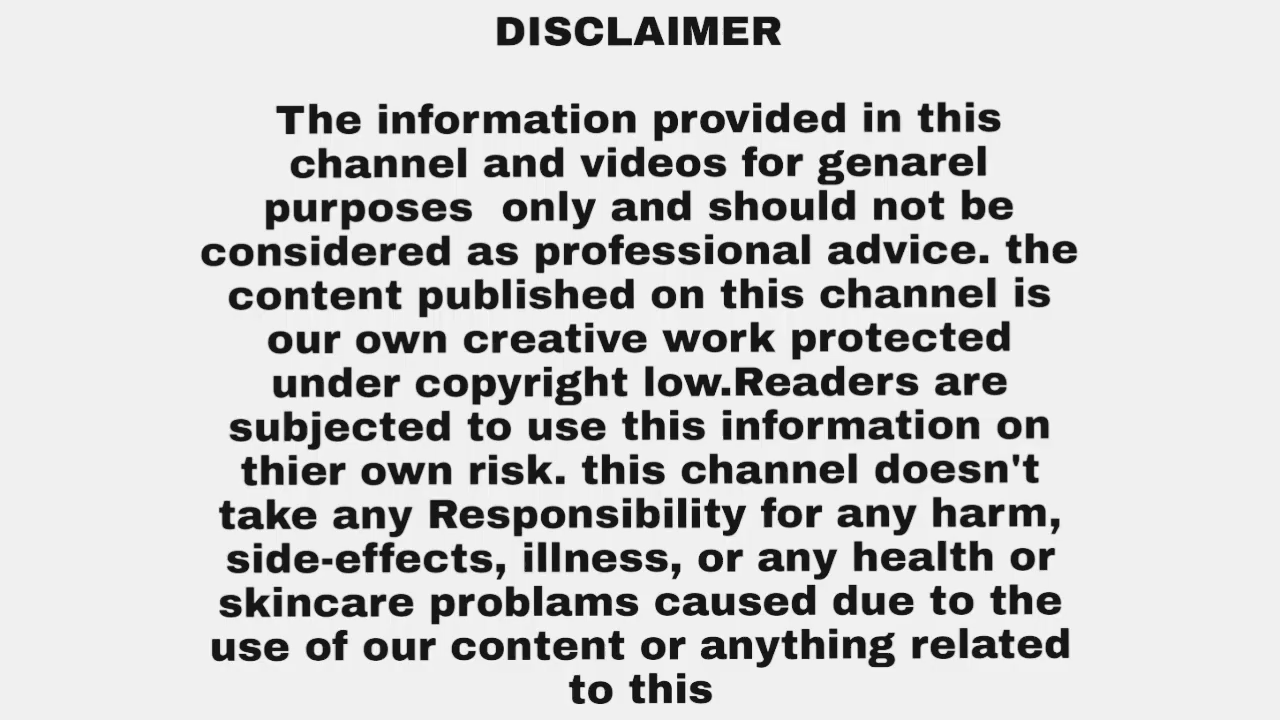 DISCLAIMER
The information provided in this
channel and videos for genarel
purposes only and should not be
considered as professional advice. the
content published on this channel is
our own creative work protected
under copyright low.Readers are
subjected to use this information on
thier own risk. this channel doesn't
take any Responsibility for any harm,
side-effects, illness, or any health or
skincare problams caused due to the
use of our content or anything related
to this